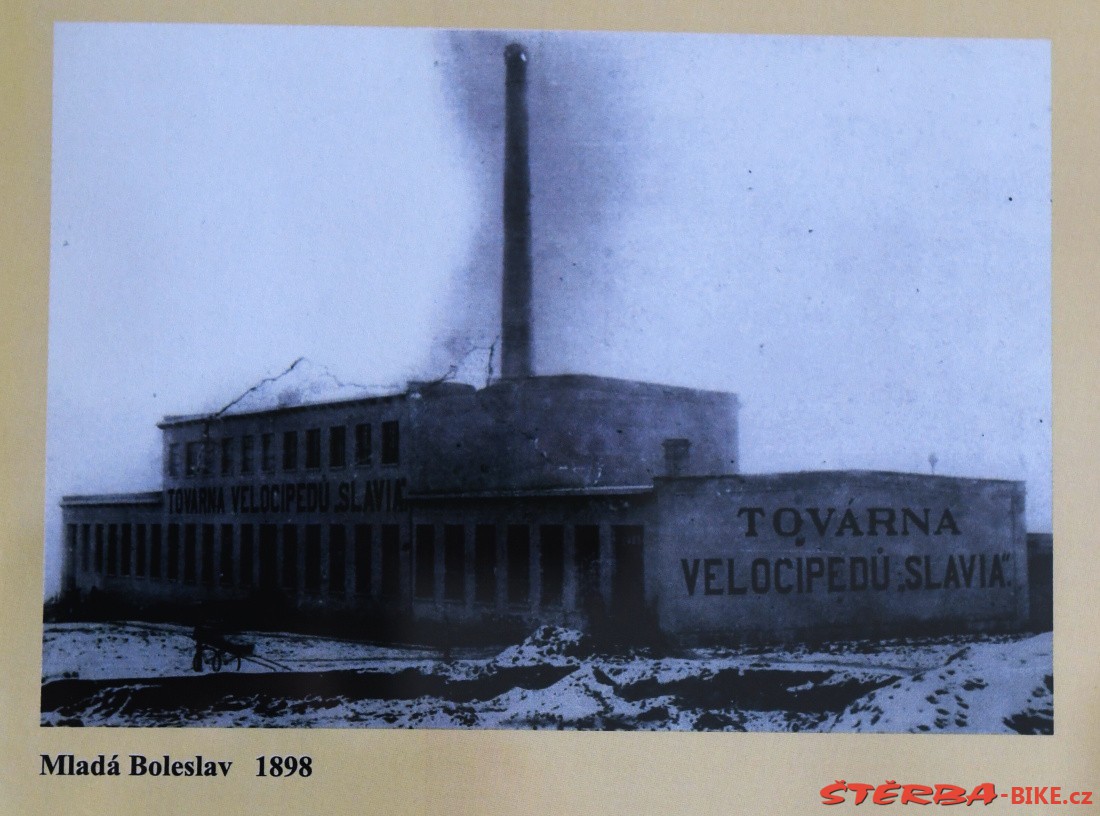 TOVÁRNA VELOCIPEDŮ „SLAVIA“.
TOVÁRNA
VELOCIPEDŮ „SLAVIA“.
Mladá Boleslav 1898
ŠTĚRBA-BIKE.cz